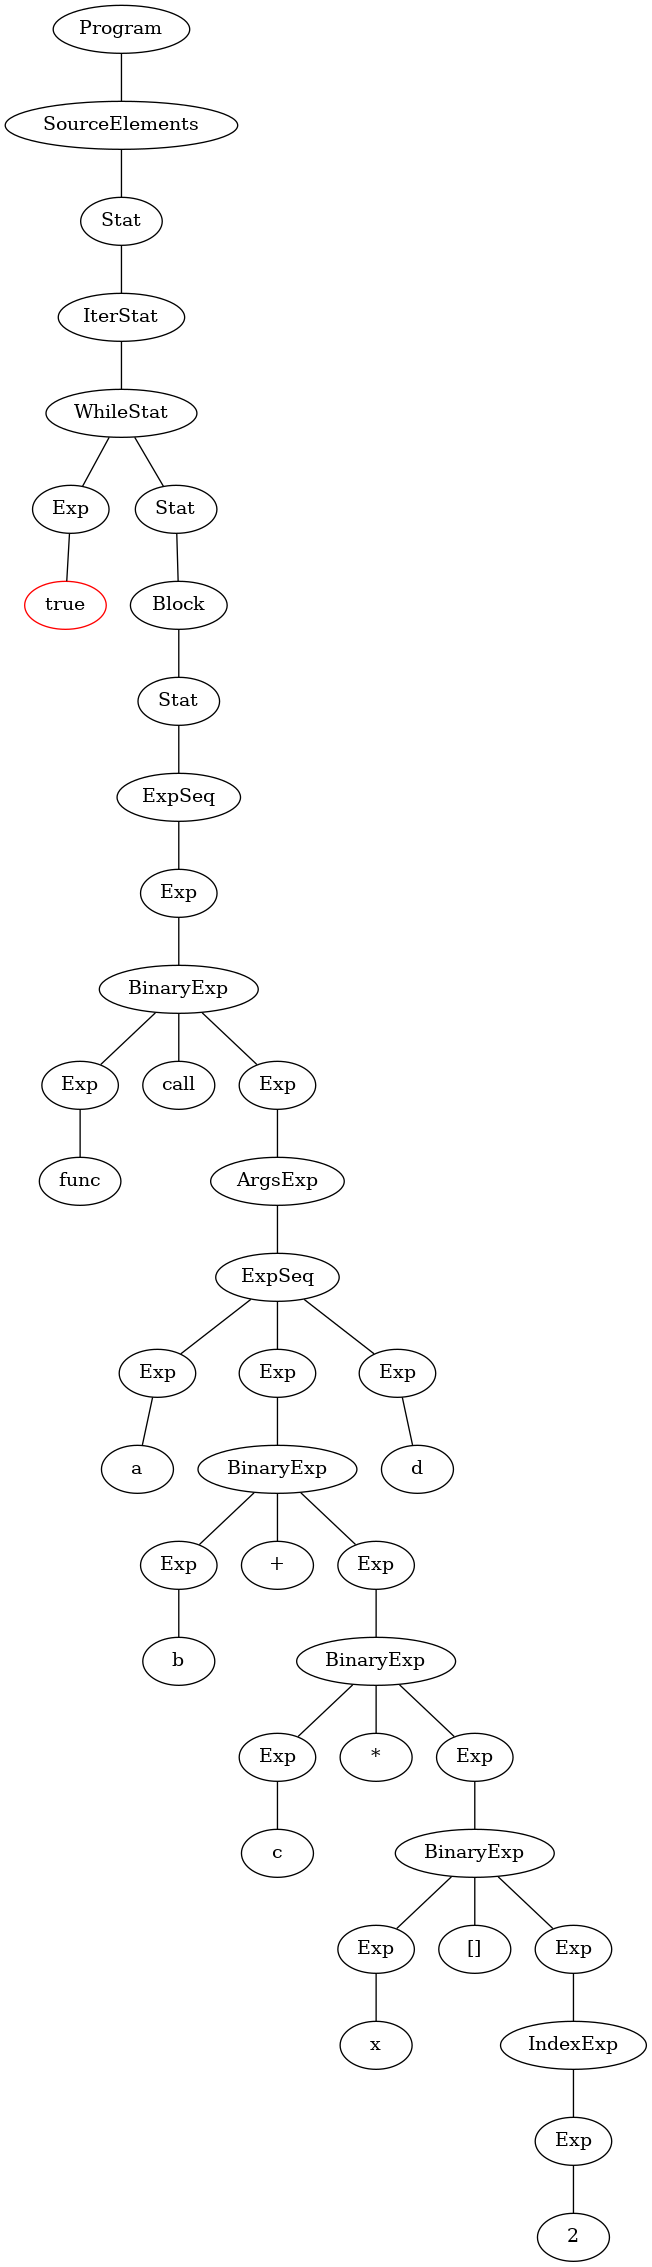 Program
SourceElements
Stat
IterStat
WhileStat
Exp Stat
true Block
Stat
ExpSeq
Exp
BinaryExp
Exp call Exp
func ArgsExp
ExpSeq
Exp Exp Exp
a BinaryExp d
Exp + Exp
b BinaryExp
Exp * Exp
c BinaryExp
Exp [] Exp
x IndexExp
Exp
2